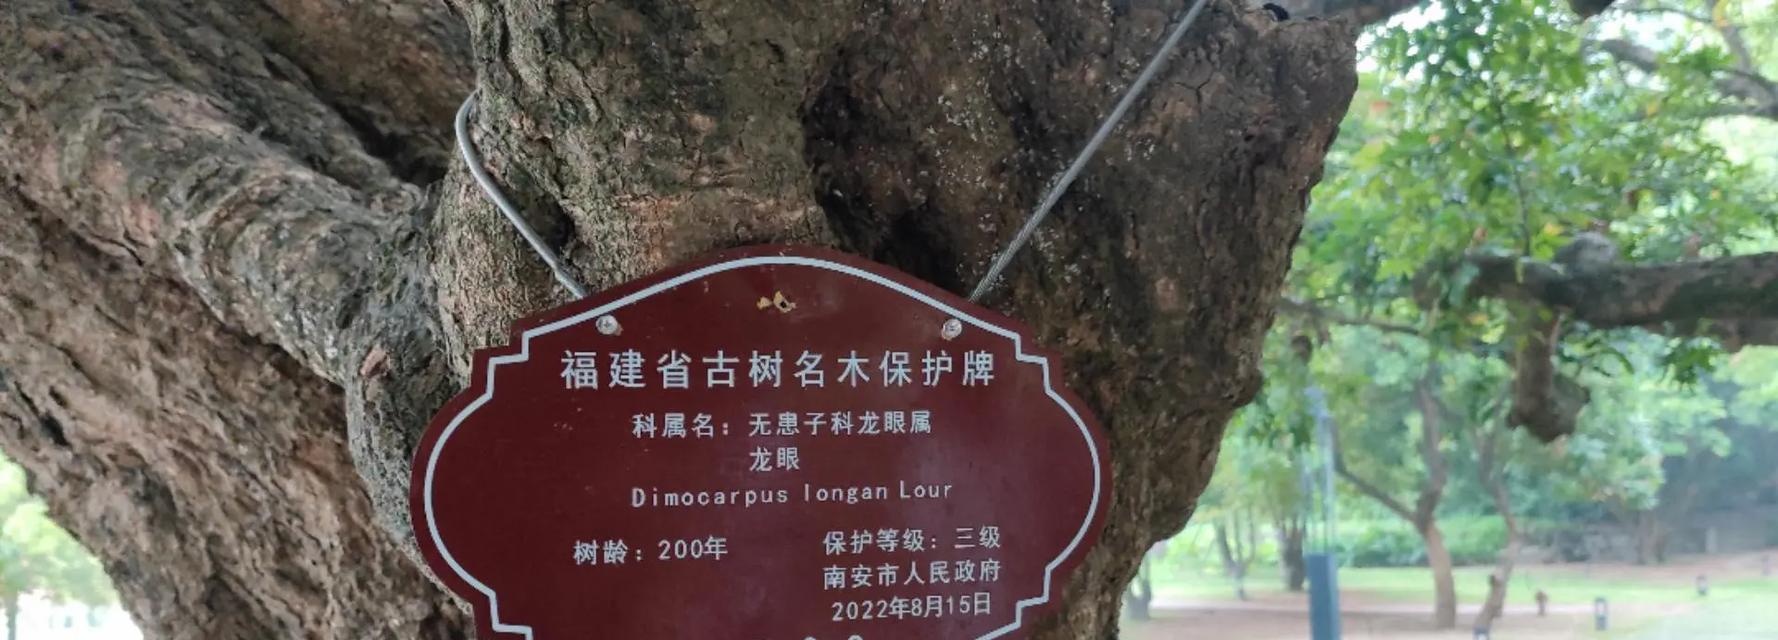 福建省古树名木保护牌
科属名：无患子科龙眼属
龙眼
Dimocarpus longan Lour
树龄：200年
保护等级：三级
南安市人民政府
2022年8月15日